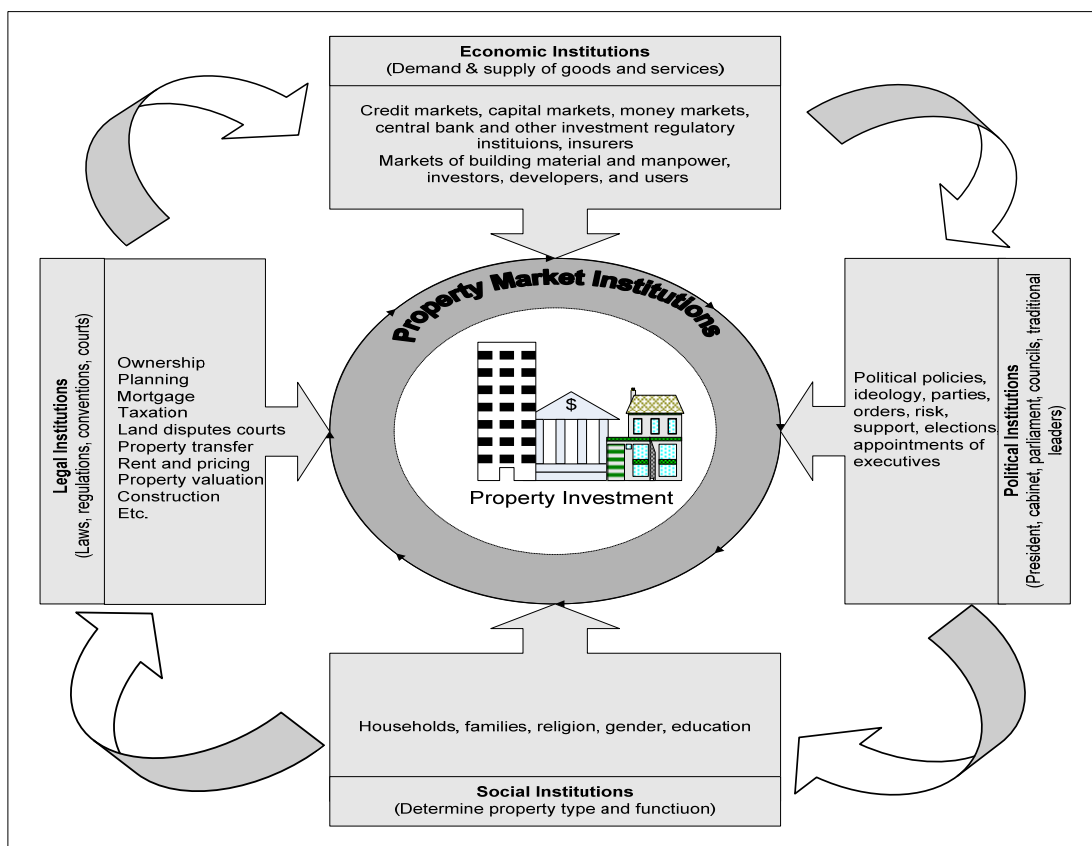 Economic Institutions
(Demand & supply of goods and services)
Credit markets, capital markets, money markets,
central bank and other investment regulatory
instituions, insurers
Markets of building material and manpower,
investors, developers, and users
Property Market Institutions
$
Property Investment
Legal Institutions
(Laws, regulations, conventions, courts)
Ownership
Planning
Mortgage
Taxation
Land disputes courts
Property transfer
Rent and pricing
Property valuation
Construction
Etc.
Political policies,
ideology, parties,
orders, risk,
support, elections,
appointments of
executives
Political Institutions
(President, cabinet, parliament, councils, traditional
leaders)
Households, families, religion, gender, education
Social Institutions
(Determine property type and functiuon)